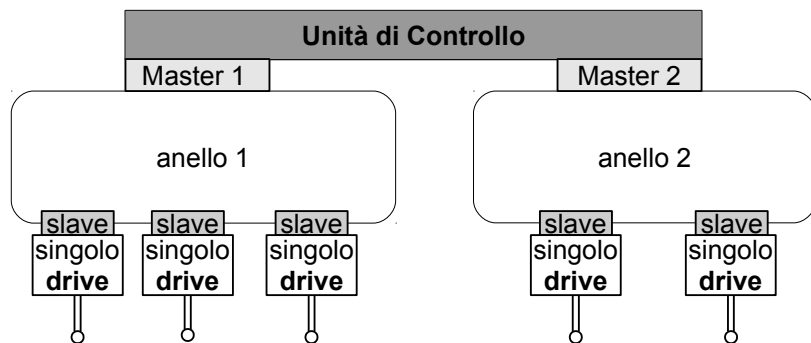 Unità di Controllo
Master 1
Master 2
anello 1
anello 2
slave
slave
slave
slave
slave
singolo
drive
singolo
drive
singolo
drive
singolo
drive
singolo
drive